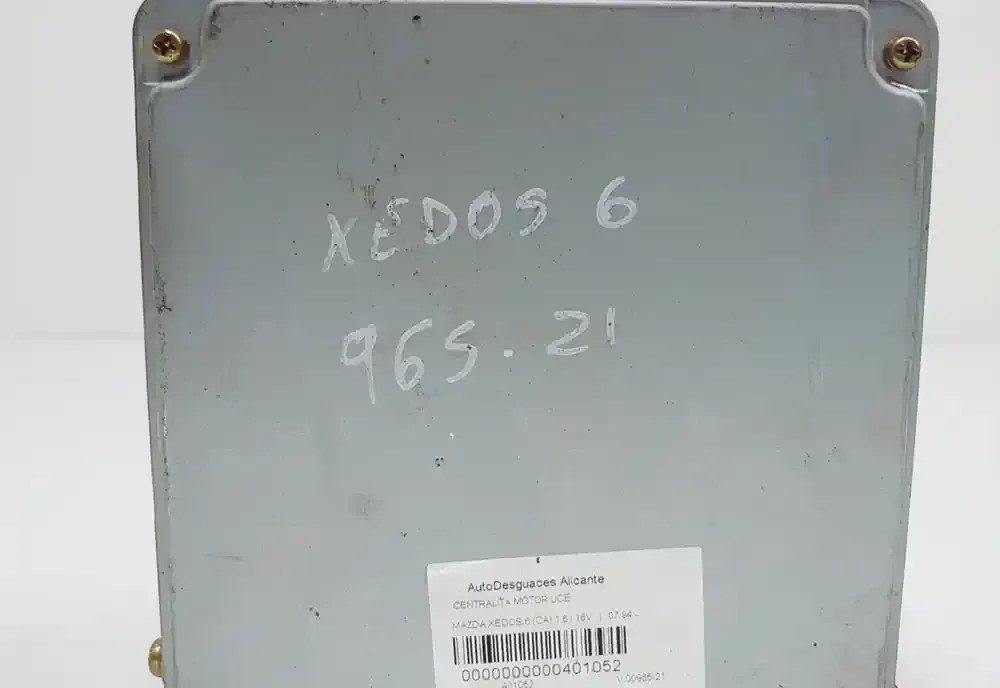 XEDOS 6
965.21
AutoDesguaces Alicante
CENTRALITA MOTOR UCE
MAZDA XEDOS 6 (CA) 1.6i 16V | 07.94 -
0000000000401052
401052 V.00965-21